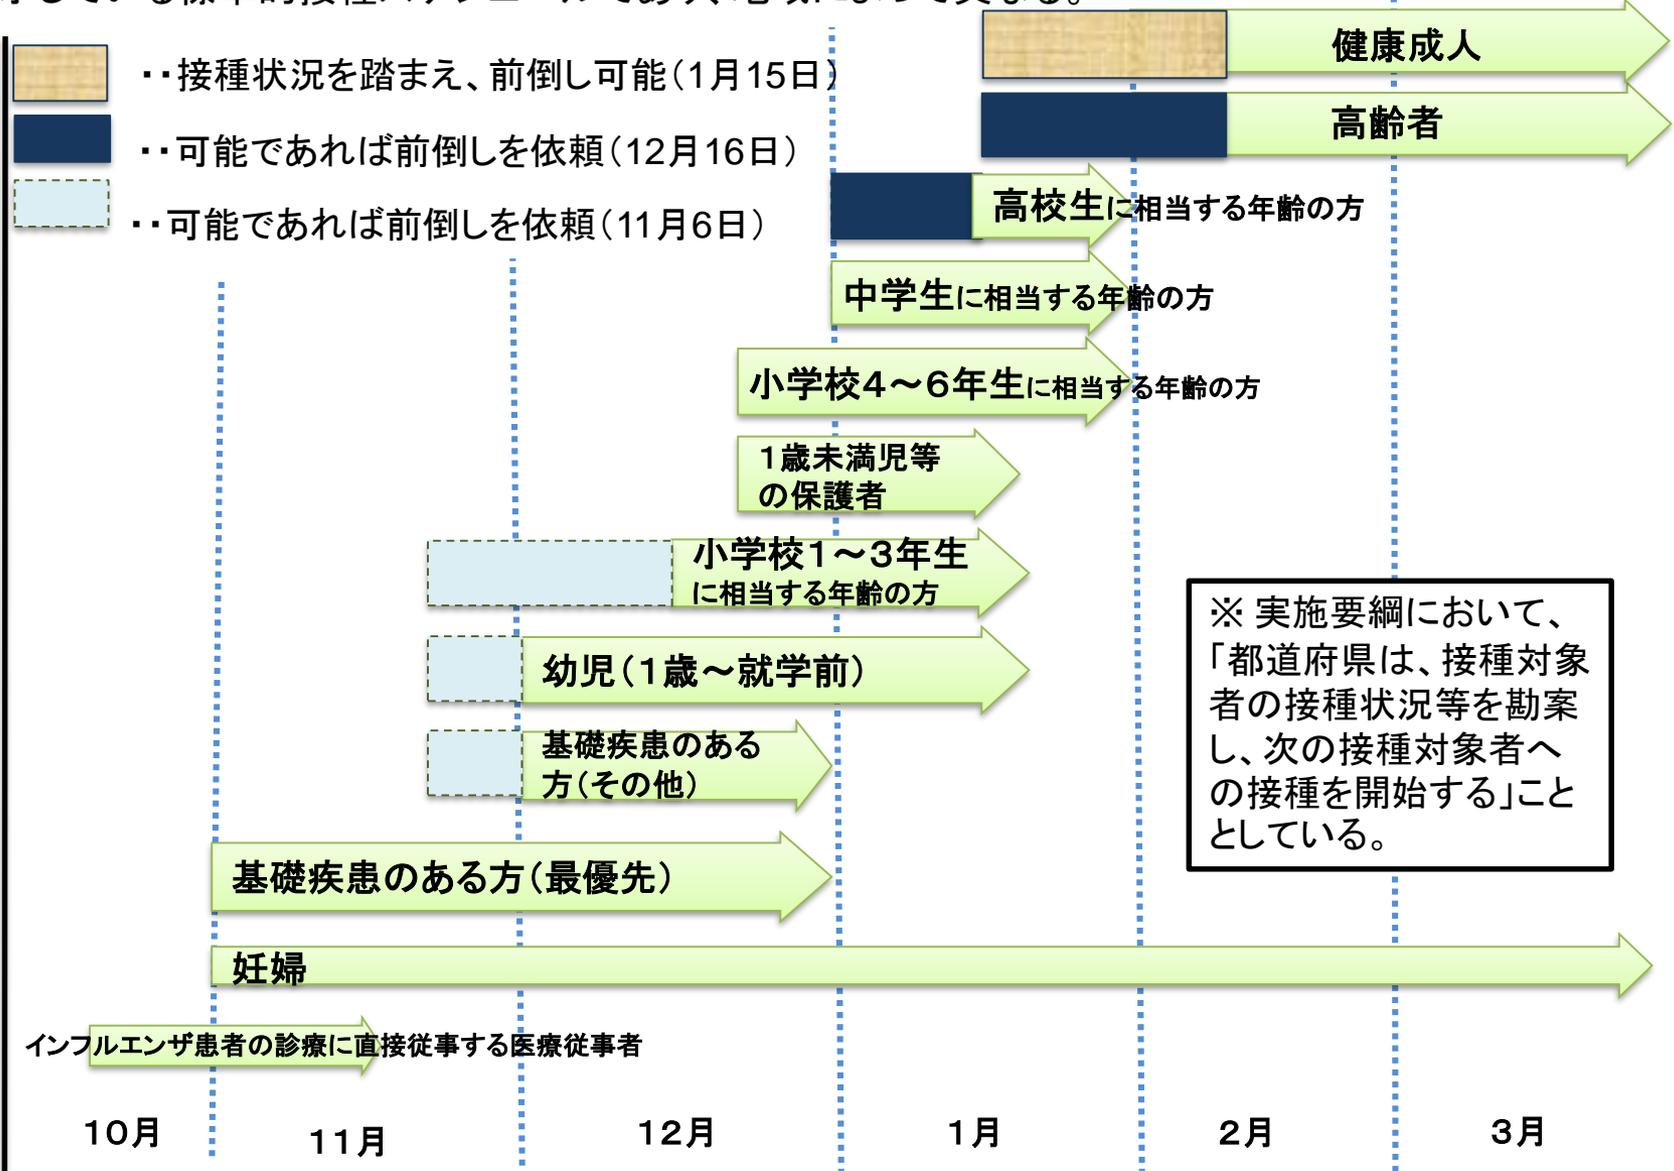 ・・接種状況を踏まえ、前倒し可能（1月15日）
・・可能であれば前倒しを依頼（12月16日）
・・可能であれば前倒しを依頼（11月6日）
健康成人
高齢者
高校生に相当する年齢の方
中学生に相当する年齢の方
小学校４～６年生に相当する年齢の方
１歳未満児等
の保護者
小学校１～３年生
に相当する年齢の方
幼児（１歳～就学前）
基礎疾患のある
方（その他）
※ 実施要綱において、
「都道府県は、接種対象
者の接種状況等を勘案
し、次の接種対象者へ
の接種を開始する」こと
としている。
基礎疾患のある方（最優先）
妊婦
インフルエンザ患者の診療に直接従事する医療従事者
１０月
１１月
１２月
１月
２月
３月